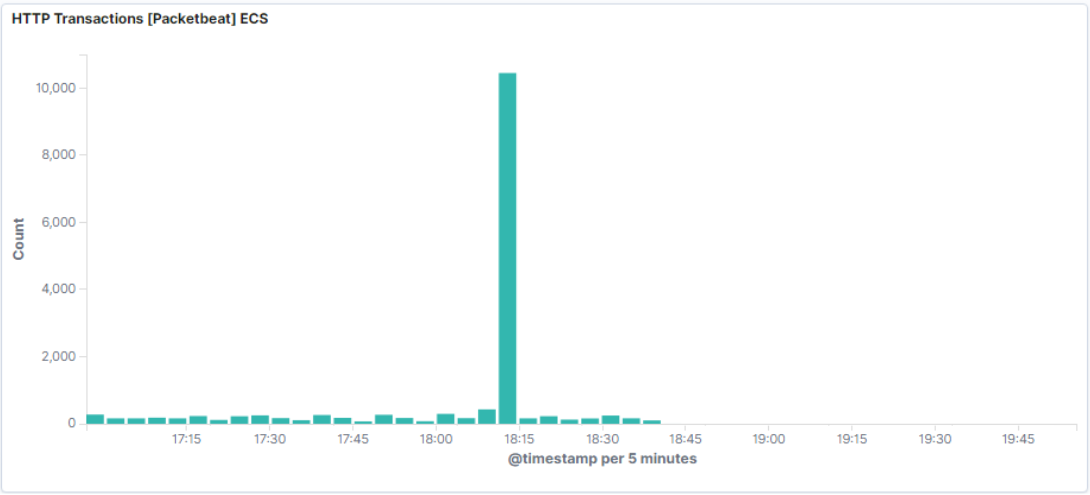 HTTP Transactions [Packetbeat] ECS
10,000
8,000
6,000
4,000
2,000
0
Count
17:15 17:30 17:45 18:00 18:15 18:30 18:45 19:00 19:15 19:30 19:45
@timestamp per 5 minutes